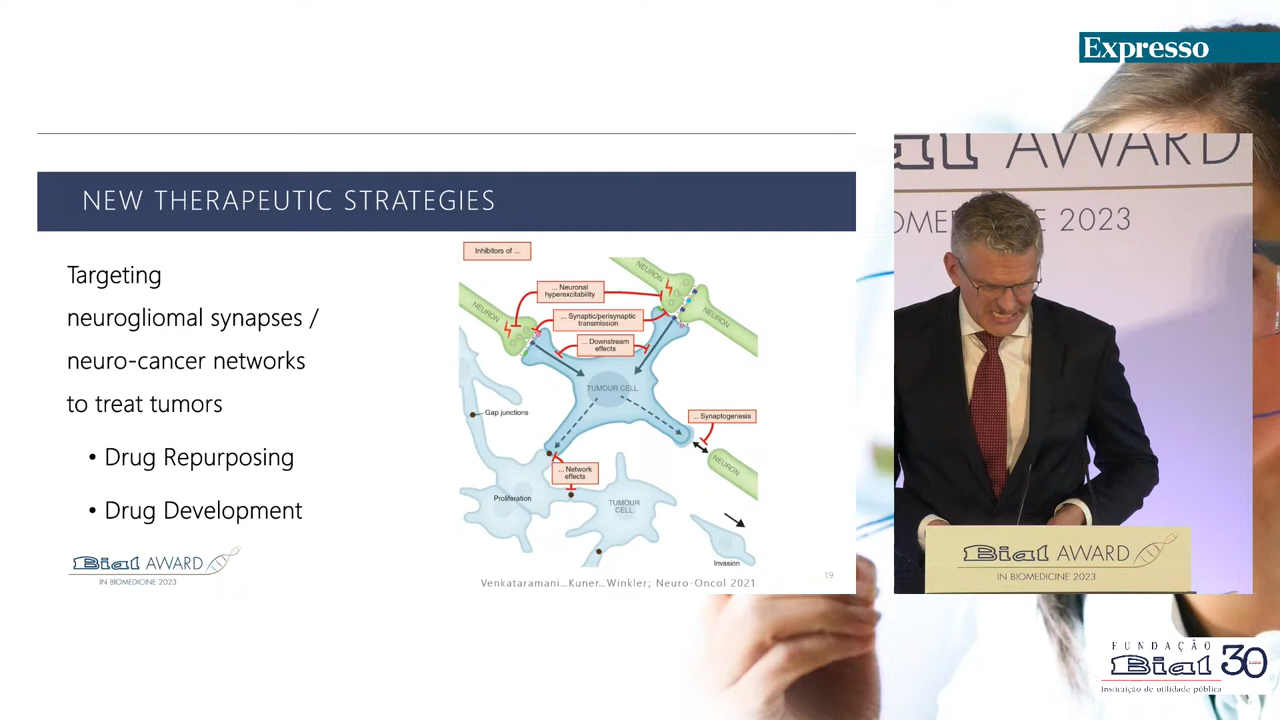 Expresso
NEW THERAPEUTIC STRATEGIES
Targeting
neurogliomal synapses /
neuro-cancer networks
to treat tumors
• Drug Repurposing
• Drug Development
Bial AWARD
IN BIOMEDICINE 2023
Inhibitors of ...
NEURON
NEURON
NEURON
... Neuronal
hyperexcitability
... Synaptic/perisynaptic
transmission
... Downstream
effects
TUMOUR CELL
Gap junctions
... Synaptogenesis
NEURON
... Network
effects
Proliferation
TUMOUR
CELL
Invasion
Venkataramani...Kuner...Winkler; Neuro-Oncol 2021
19
AWARD
2023
Bial AWARD
IN BIOMEDICINE 2023
FUNDAÇÃO
Bial 30
Instituição de utilidade pública